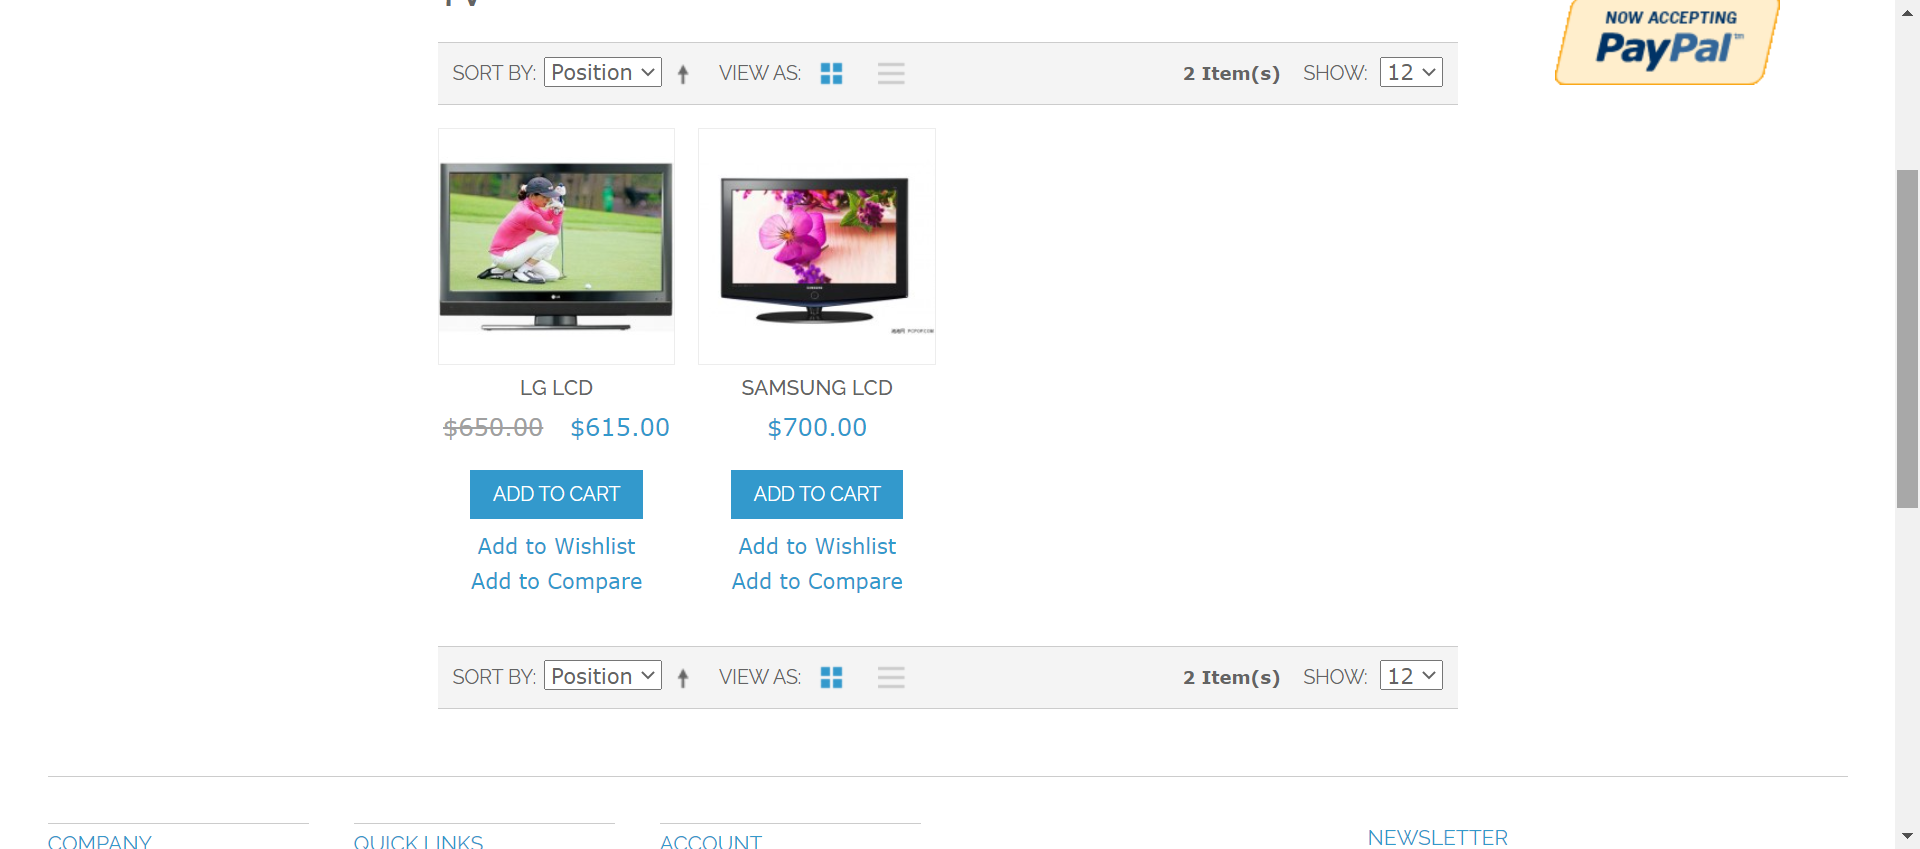 NOW ACCEPTING
PayPal
SORT BY: Position VIEW AS: 2 Item(s) SHOW: 12
LG LCD
$650.00 $615.00
ADD TO CART
Add to Wishlist
Add to Compare
SAMSUNG LCD
$700.00
ADD TO CART
Add to Wishlist
Add to Compare
SORT BY: Position VIEW AS: 2 Item(s) SHOW: 12
COMPANY
QUICK LINKS
ACCOUNT
NEWSLETTER